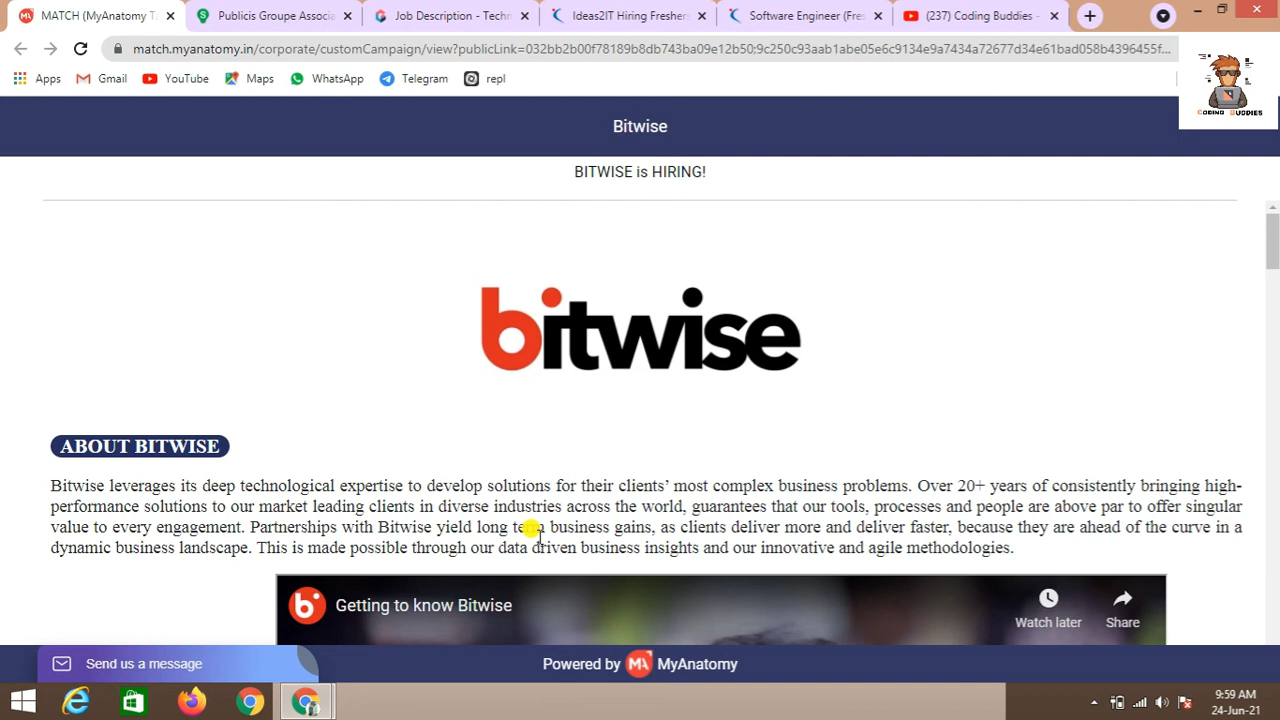 MATCH (MyAnatomy T
Publicis Groupe Associa
Job Description - Techn
Ideas2IT Hiring Freshers
Software Engineer (Fres
(237) Coding Buddies -
match.myanatomy.in/corporate/customCampaign/view?publicLink=032bb2b00f78189b8db743ba09e12b50:9c250c93aab1abe05e6c9134e9a7434a72677d34e61bad058b4396455f...
Apps
Gmail
YouTube
Maps
WhatsApp
Telegram
repl
CODING BUDDIES
Bitwise
BITWISE is HIRING!
bitwise
ABOUT BITWISE
Bitwise leverages its deep technological expertise to develop solutions for their clients' most complex business problems. Over 20+ years of consistently bringing high-
performance solutions to our market leading clients in diverse industries across the world, guarantees that our tools, processes and people are above par to offer singular
value to every engagement. Partnerships with Bitwise yield long term business gains, as clients deliver more and deliver faster, because they are ahead of the curve in a
dynamic business landscape. This is made possible through our data driven business insights and our innovative and agile methodologies.
b
Getting to know Bitwise
Watch later
Share
Send us a message
Powered by MA MyAnatomy
9:59 AM
24-Jun-21